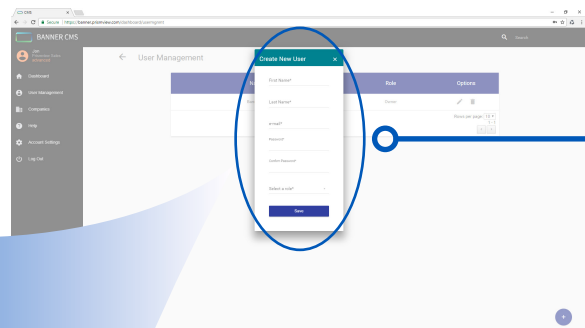 CMS
Secure
https://banner.prismview.com/dashboard/usermgmt
BANNER CMS
Search
Jon
← User Management
Dashboard
User Management
Companies
Help
Account Settings
Log Out
Create New User ×
First Name*
Last Name*
e-mail*
Password*
Confirm Password*
Select a role*
Save
Role
Options
Owner
Rows per page: 10
+